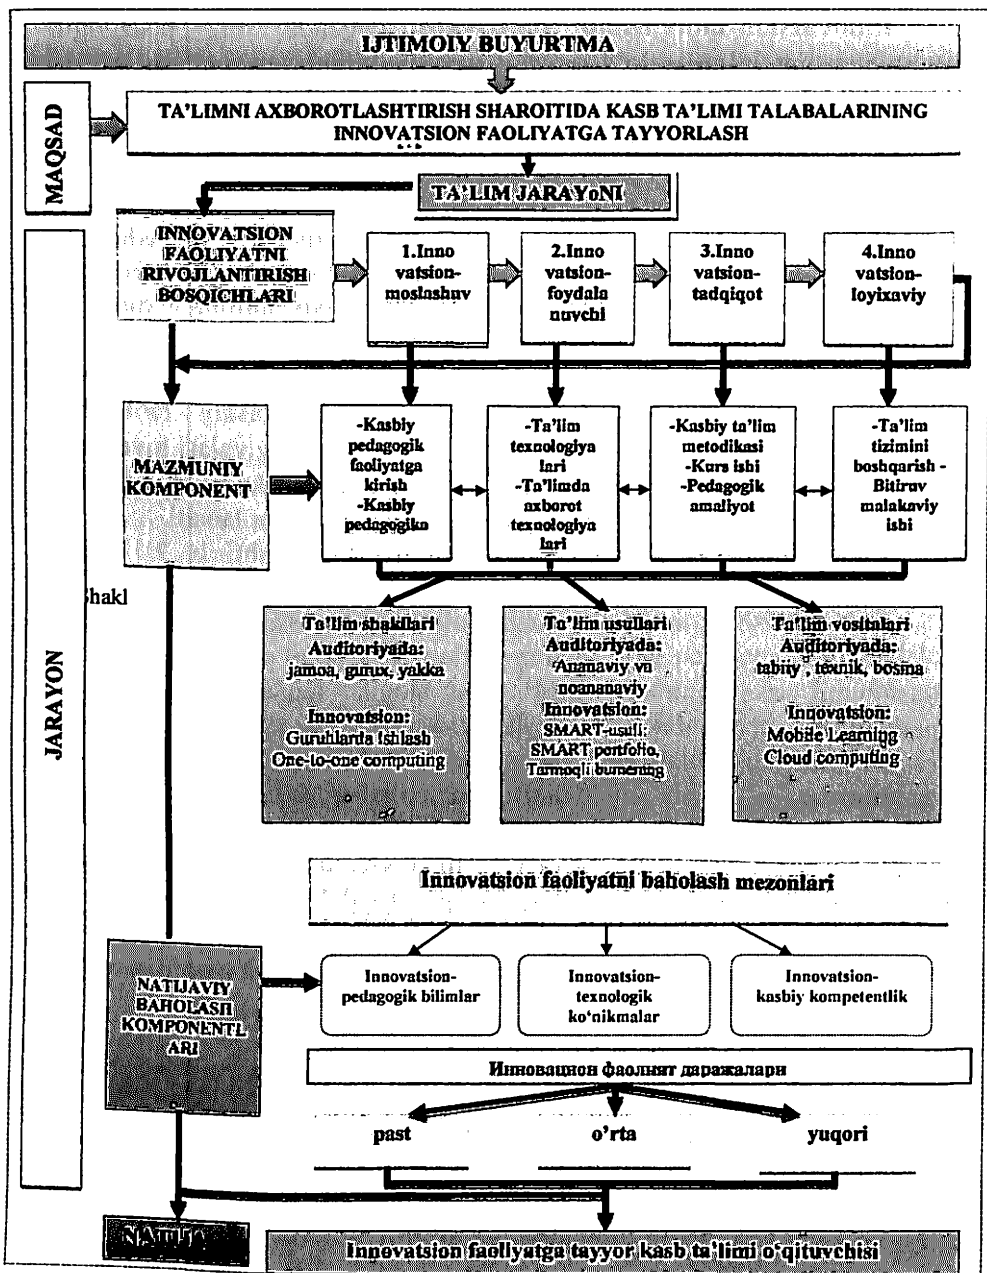 IJTIMOIY BUYURTMA
MAQSAD
TA'LIMNI AXBOROTLASHTIRISH SHAROITIDA KASB TA'LIMI TALABALARINING
INNOVATSION FAOLIYATGA TAYYORLASH
TA'LIM JARAYoNI
JARAYON
INNOVATSION
FAOLIYATNI
RIVOJLANTIRISH
BOSQICHLARI
1.Inno
vatsion-
moslashuv
2.Inno
vatsion-
foydala
nuvchi
3.Inno
vatsion-
tadqiqot
4.Inno
vatsion-
loyixaviy
MAZMUNIY
KOMPONENT
-Kasbiy
pedagogik
faoliyatga
kirish
-Kasbiy
pedagogika
-Ta'lim
texnologiya
lari
-Ta'limda
axborot
texnologiya
lari
-Kasbiy ta'lim
metodikasi
-Kurs ishi
-Pedagogik
amaliyot
-Ta'lim
tizimini
boshqarish -
Bitiruv
malakaviy
ishi
hakl
Ta'lim shakllari
Auditoriyada:
jamoa, gurux, yakka
Innovatsion:
Guruhlarda ishlash
One-to-one computing
Ta'lim usullari
Auditoriyada:
'Ananaviy va
noananaviy
Innovatsion:
SMART-usuli:
SMART portfolio,
Tarmoqli
Ta'lim vositalari
Auditoriyada:
tabiiy , texnik, bosma
Innovatsion:
Mobile Learning
Cloud computing
Innovatsion faoliyatni baholash mezonlari
NATIJAVIY
BAHOLASH
KOMPONENTL
ARI
Innovatsion-
pedagogik bilimlar
Innovatsion-
texnologik
ko'nikmalar
Innovatsion-
kasbiy kompetentlik
Инновацион фаолият даражалари
past
o'rta
yuqori
NATIJA
Innovatsion faoliyatga tayyor kasb ta'limi o'qituvchisi